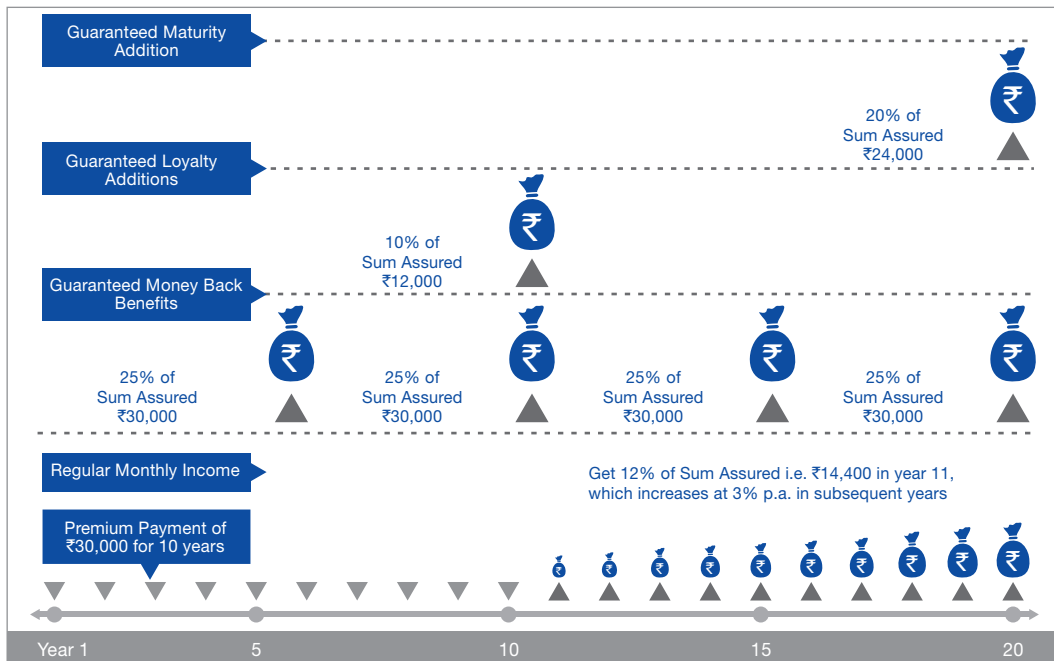 Guaranteed Maturity
Addition
₹
20% of
Sum Assured
₹24,000
Guaranteed Loyalty
Additions
₹
10% of
Sum Assured
₹12,000
Guaranteed Money Back
Benefits
₹
₹
₹
₹
25% of
Sum Assured
₹30,000
25% of
Sum Assured
₹30,000
25% of
Sum Assured
₹30,000
25% of
Sum Assured
₹30,000
Regular Monthly Income
Get 12% of Sum Assured i.e. ₹14,400 in year 11,
which increases at 3% p.a. in subsequent years
Premium Payment of
₹30,000 for 10 years
₹ ₹ ₹ ₹ ₹ ₹ ₹ ₹ ₹ ₹
Year 1 5 10 15 20